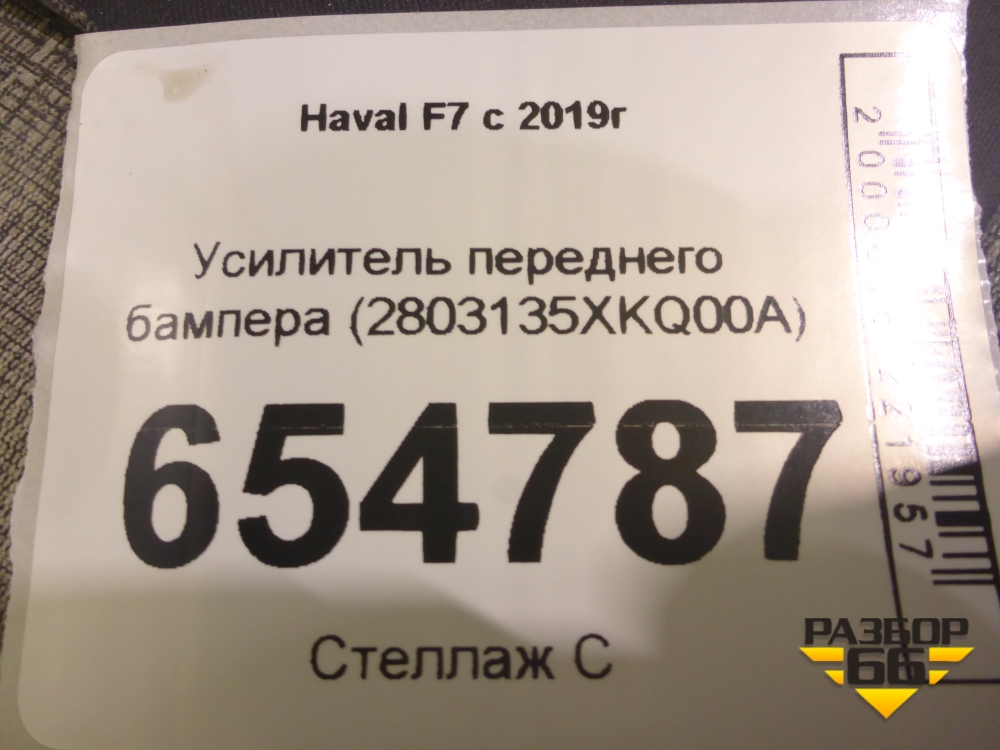 Haval F7 с 2019г
Усилитель переднего
бампера (2803135XKQ00A)
654787
Стеллаж С
РАЗБОР
66